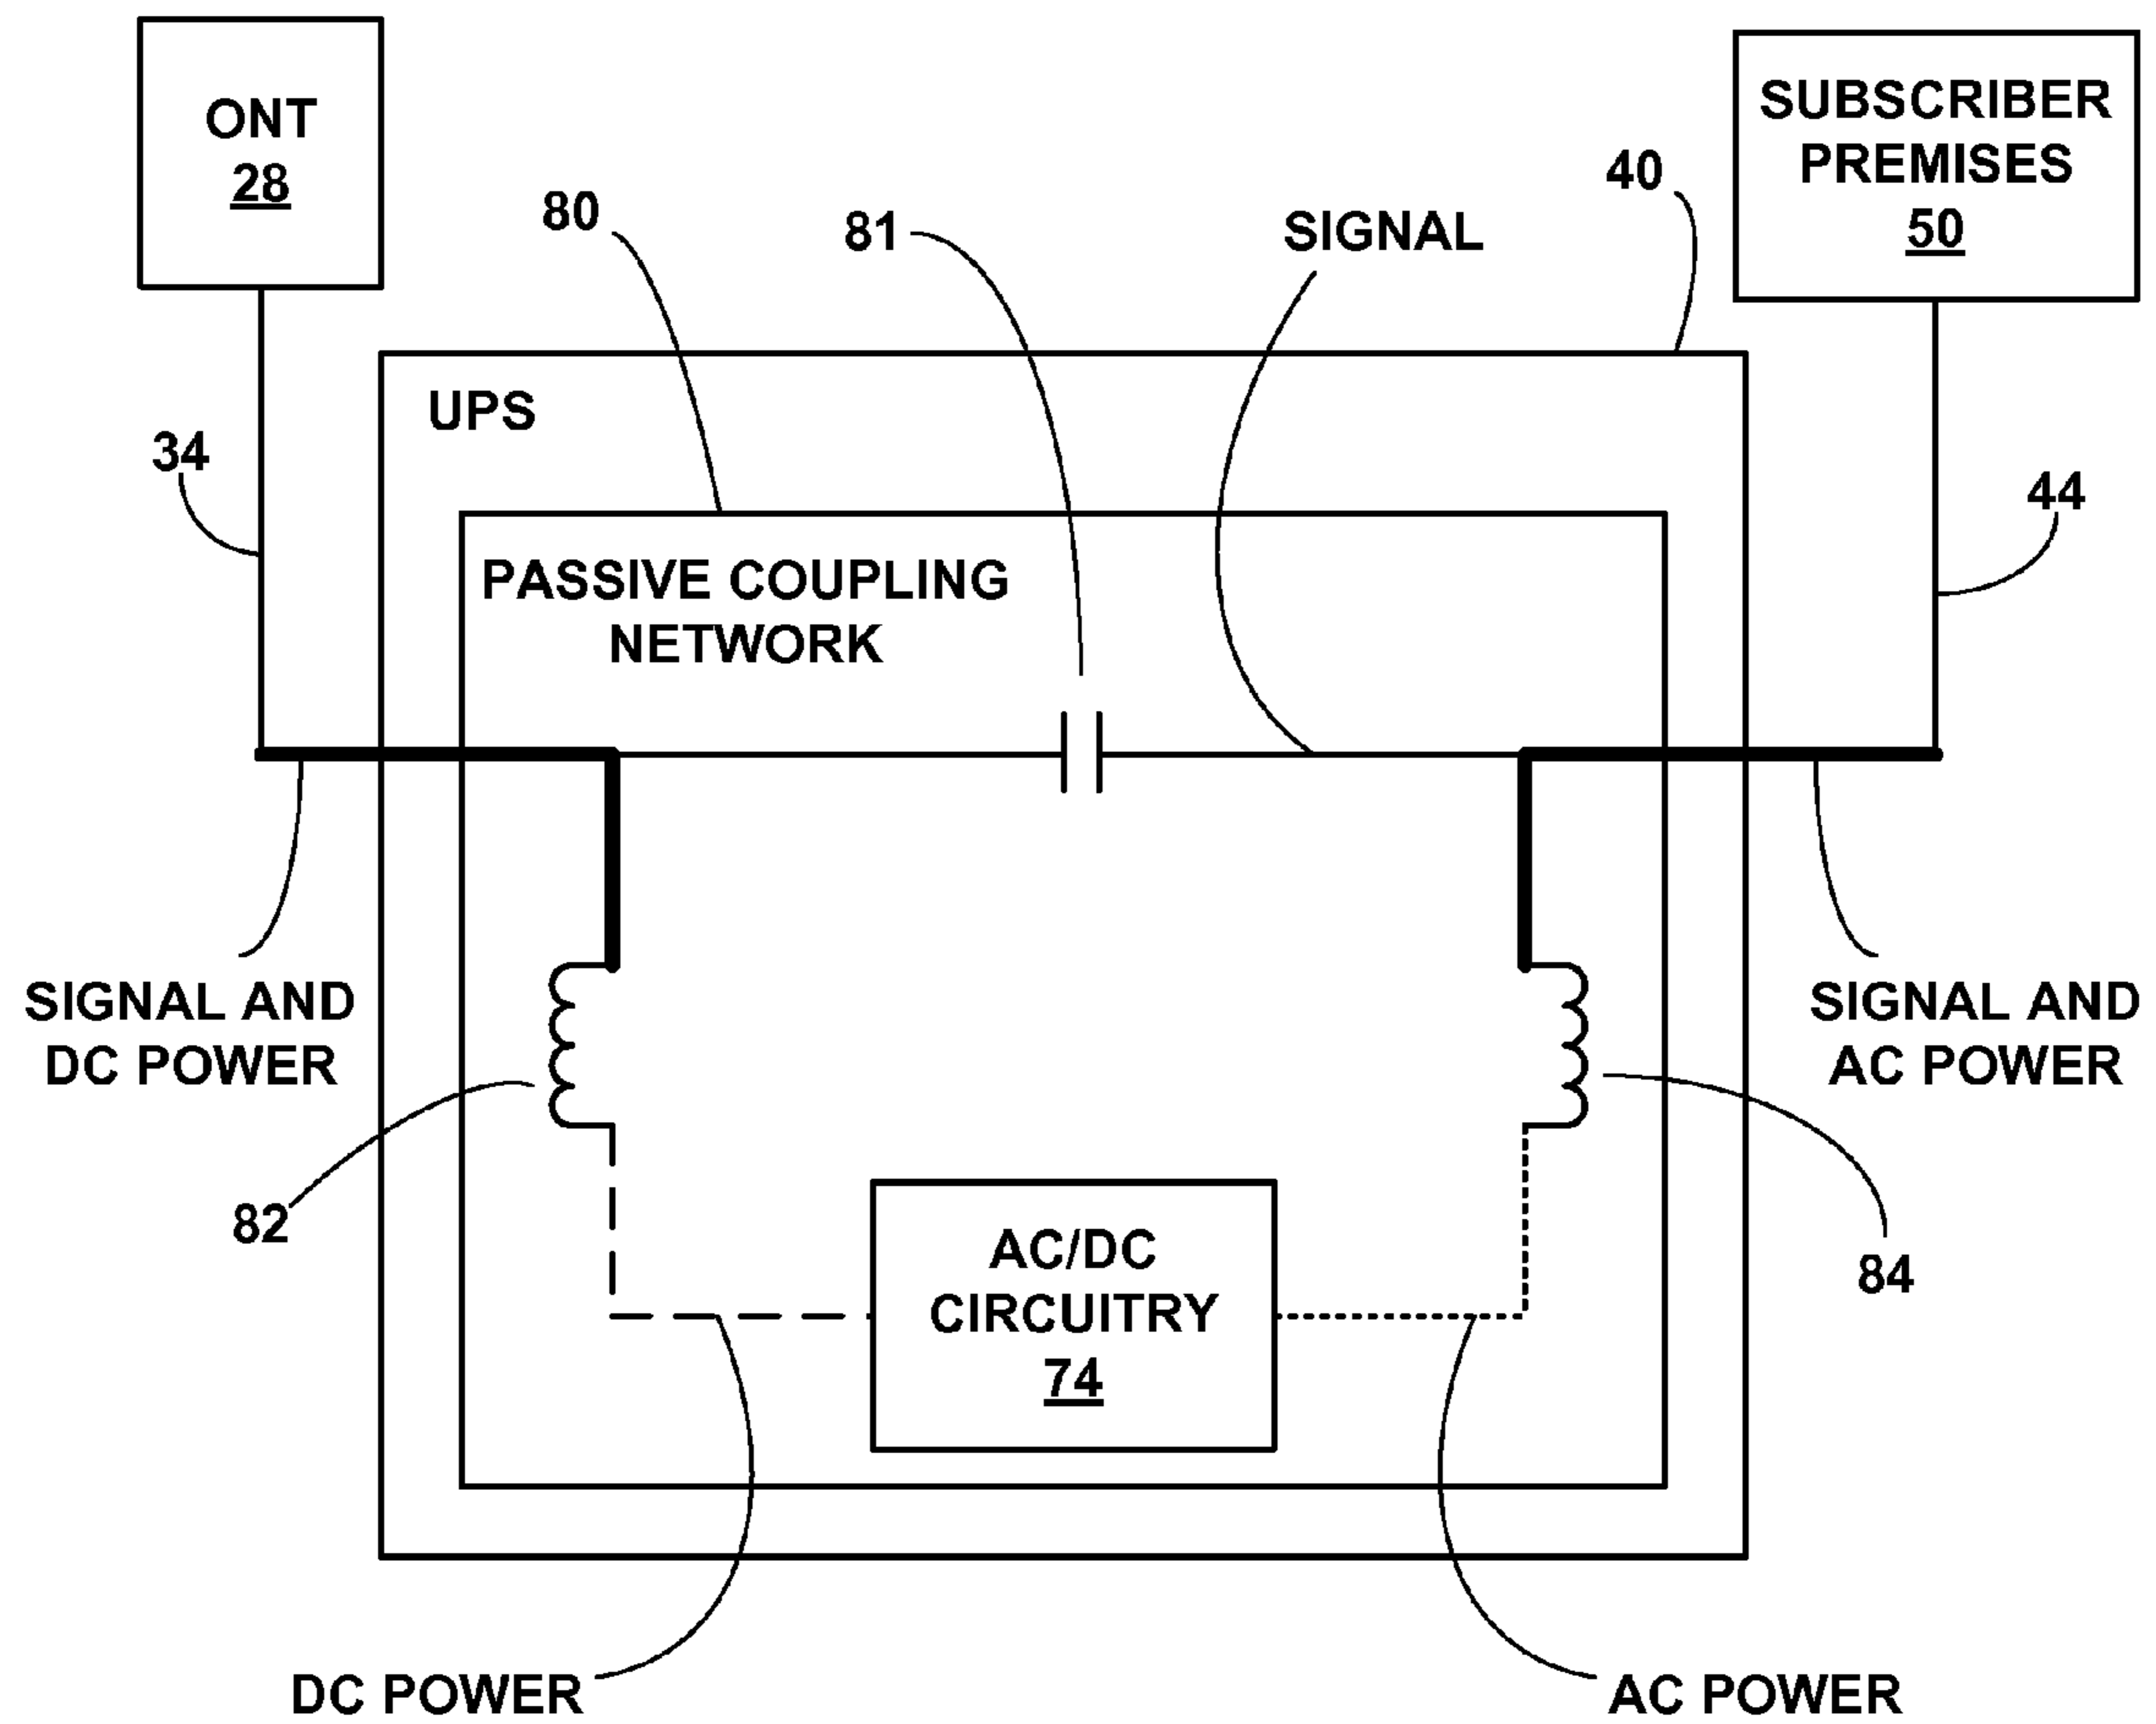 ONT
28
SUBSCRIBER
PREMISES
50
80
81
SIGNAL
40
UPS
34
44
PASSIVE COUPLING
NETWORK
SIGNAL AND
DC POWER
SIGNAL AND
AC POWER
82
84
AC/DC
CIRCUITRY
74
DC POWER
AC POWER